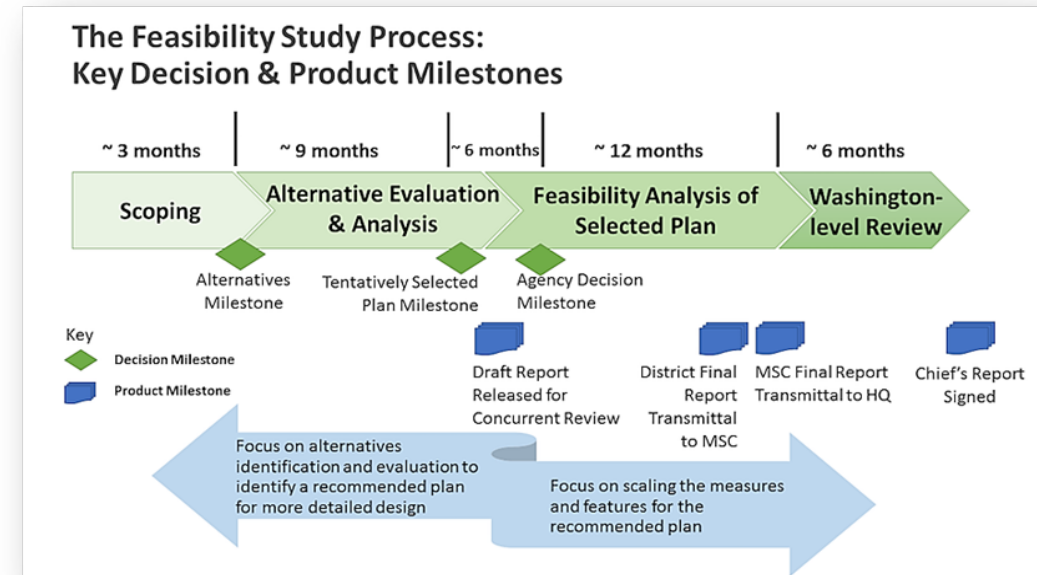 The Feasibility Study Process:
Key Decision & Product Milestones
~ 3 months
~ 9 months
~ 6 months
~ 12 months
~ 6 months
Scoping
Alternative Evaluation
& Analysis
Feasibility Analysis of
Selected Plan
Washington-
level Review
Alternatives
Milestone
Tentatively Selected
Plan Milestone
Agency Decision
Milestone
Key
Decision Milestone
Product Milestone
Draft Report
Released for
Concurrent Review
District Final
Report
Transmittal
to MSC
MSC Final Report
Transmittal to HQ
Chief's Report
Signed
Focus on alternatives
identification and evaluation to
identify a recommended plan
for more detailed design
Focus on scaling the measures
and features for the
recommended plan